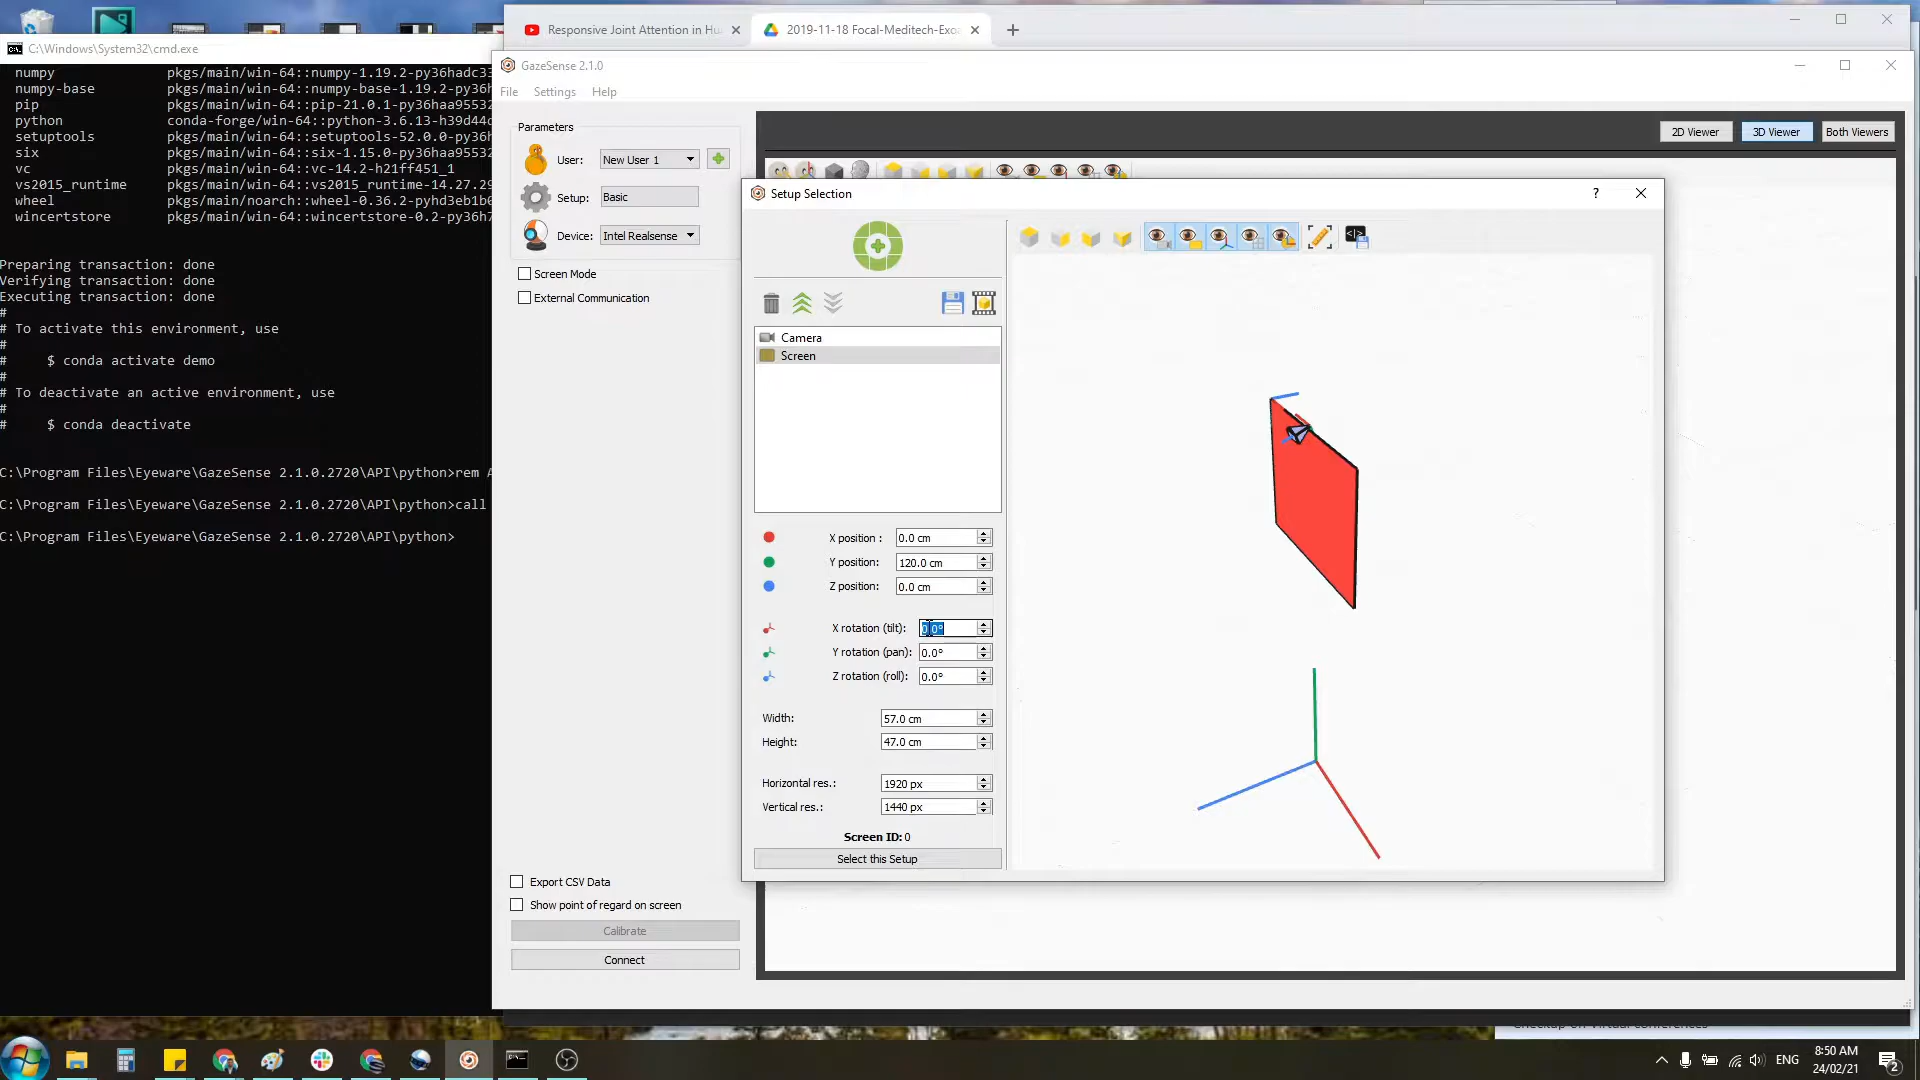 Responsive Joint Attention in Hu
2019-11-18 Focal-Meditech-Exoa
C:\Windows\System32\cmd.exe
numpy pkgs/main/win-64::numpy-1.19.2-py36hadc33
numpy-base pkgs/main/win-64::numpy-base-1.19.2-py36h
pip pkgs/main/win-64::pip-21.0.1-py36haa95532
python conda-forge/win-64::python-3.6.13-h39d44d
setuptools pkgs/main/win-64::setuptools-52.0.0-py36h
six pkgs/main/win-64::six-1.15.0-py36haa95532
vc pkgs/main/win-64::vc-14.2-h21ff451_1
vs2015_runtime pkgs/main/win-64::vs2015_runtime-14.27.29
wheel pkgs/main/noarch::wheel-0.36.2-pyhd3eb1b0
wincertstore pkgs/main/win-64::wincertstore-0.2-py36h7
Preparing transaction: done
Verifying transaction: done
Executing transaction: done
#
# To activate this environment, use
#
# $ conda activate demo
#
# To deactivate an active environment, use
#
# $ conda deactivate
C:\Program Files\Eyeware\GazeSense 2.1.0.2720\API\python>rem A
C:\Program Files\Eyeware\GazeSense 2.1.0.2720\API\python>call
C:\Program Files\Eyeware\GazeSense 2.1.0.2720\API\python>
GazeSense 2.1.0
File Settings Help
Parameters
User: New User 1
Setup: Basic
Device: Intel Realsense
Screen Mode
External Communication
Export CSV Data
Show point of regard on screen
Calibrate
Connect
2D Viewer 3D Viewer Both Viewers
Setup Selection ?
Camera
Screen
X position : 0.0 cm
Y position: 120.0 cm
Z position: 0.0 cm
X rotation (tilt): 0.0°
Y rotation (pan): 0.0°
Z rotation (roll): 0.0°
Width: 57.0 cm
Height: 47.0 cm
Horizontal res.: 1920 px
Vertical res.: 1440 px
Screen ID: 0
Select this Setup
ENG
8:50 AM
24/02/21
2